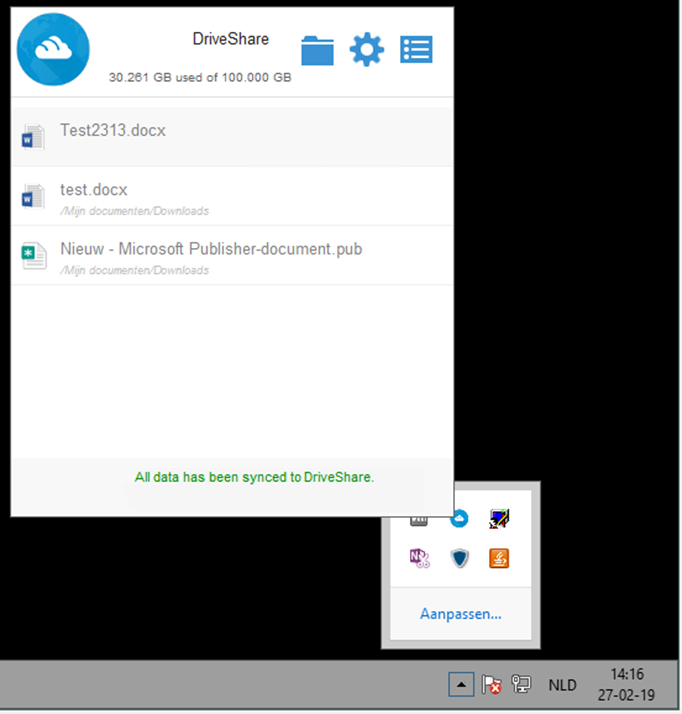 DriveShare
30.261 GB used of 100.000 GB
Test2313.docx
test.docx
/Mijn documenten/Downloads
Nieuw - Microsoft Publisher-document.pub
/Mijn documenten/Downloads
All data has been synced to DriveShare.
Aanpassen...
NLD
14:16
27-02-19